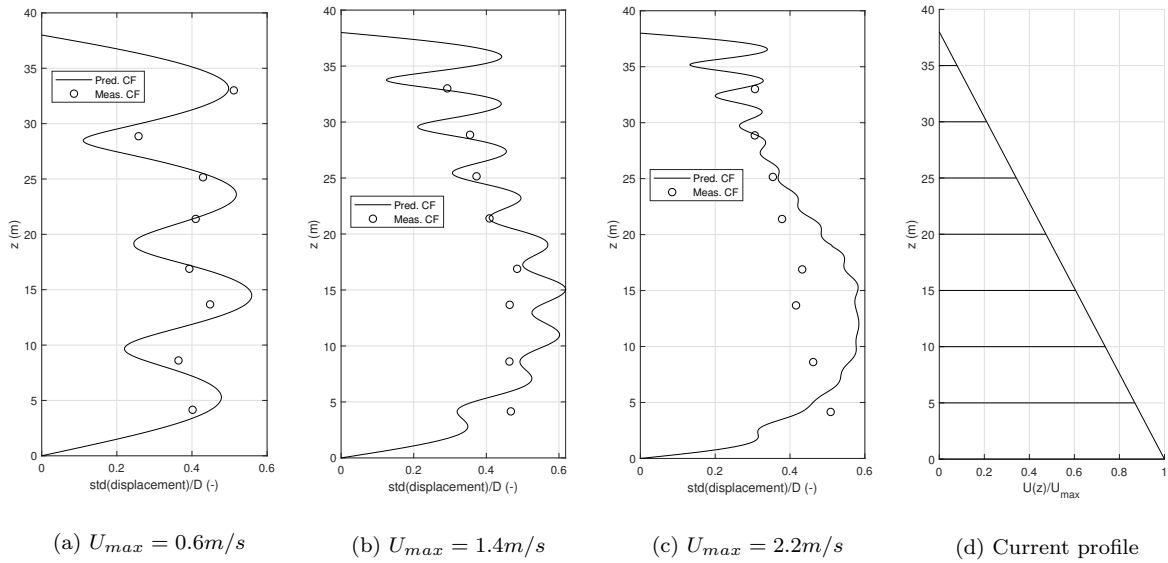 40
35
30
25
20
15
10
5
0
z (m)
Pred. CF
Meas. CF
0 0.2 0.4 0.6
std(displacement)/D (-)
(a) U_max = 0.6m/s
40
35
30
25
20
15
10
5
0
z (m)
Pred. CF
Meas. CF
0 0.2 0.4 0.6
std(displacement)/D (-)
(b) U_max = 1.4m/s
40
35
30
25
20
15
10
5
0
z (m)
Pred. CF
Meas. CF
0 0.2 0.4 0.6
std(displacement)/D (-)
(c) U_max = 2.2m/s
40
35
30
25
20
15
10
5
0
z (m)
0 0.2 0.4 0.6 0.8 1
U(z)/U_max
(d) Current profile